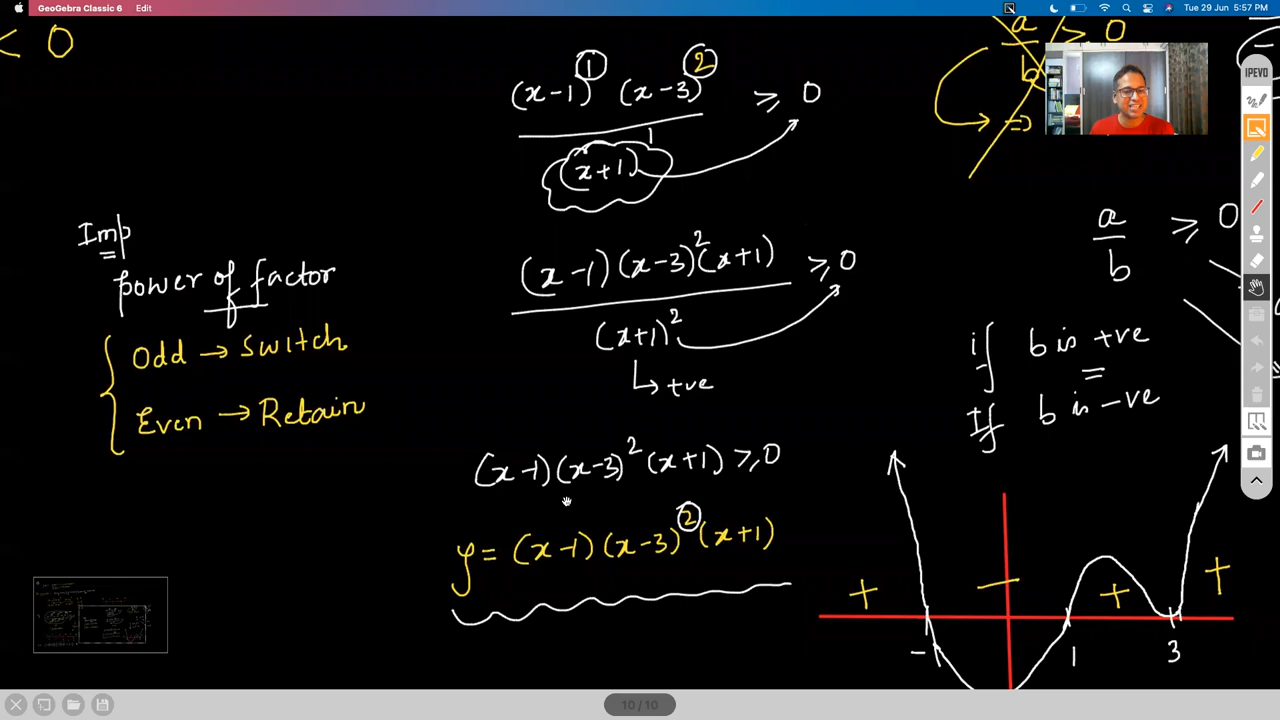 GeoGebra Classic 6 Edit
Tue 29 Jun 5:57 PM
< 0
(x-1)¹ (x-3)² ≥ 0
(x+1)¹
a/b > 0
⇒
IPEVO
Imp
power of factor
Odd → Switch
Even → Retain
(x-1)(x-3)²(x+1) ≥ 0
(x+1)²
↳ +ve
a/b ≥ 0
if b is +ve
If b is -ve
(x-1)(x-3)²(x+1) ≥ 0
y = (x-1)(x-3)²(x+1)
+ - + +
-1 1 3
10 / 10